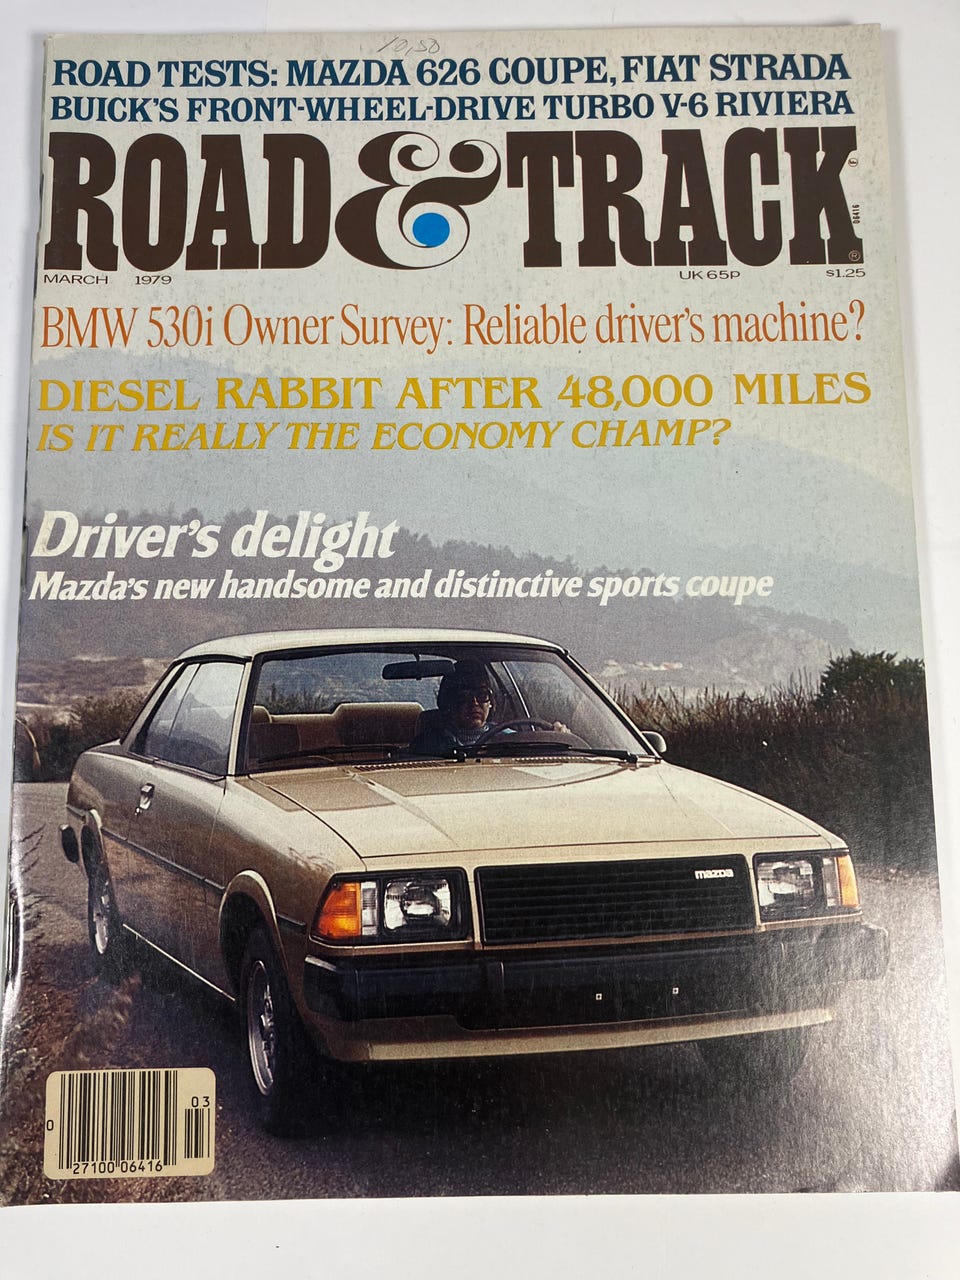 10,50
ROAD TESTS: MAZDA 626 COUPE, FIAT STRADA
BUICK'S FRONT-WHEEL-DRIVE TURBO V-6 RIVIERA
ROAD & TRACK
06416
®
MARCH 1979 UK 65P $1.25
BMW 530i Owner Survey: Reliable driver's machine?
DIESEL RABBIT AFTER 48,000 MILES
IS IT REALLY THE ECONOMY CHAMP?
Driver's delight
Mazda's new handsome and distinctive sports coupe
mazda
03
0
27100 06416